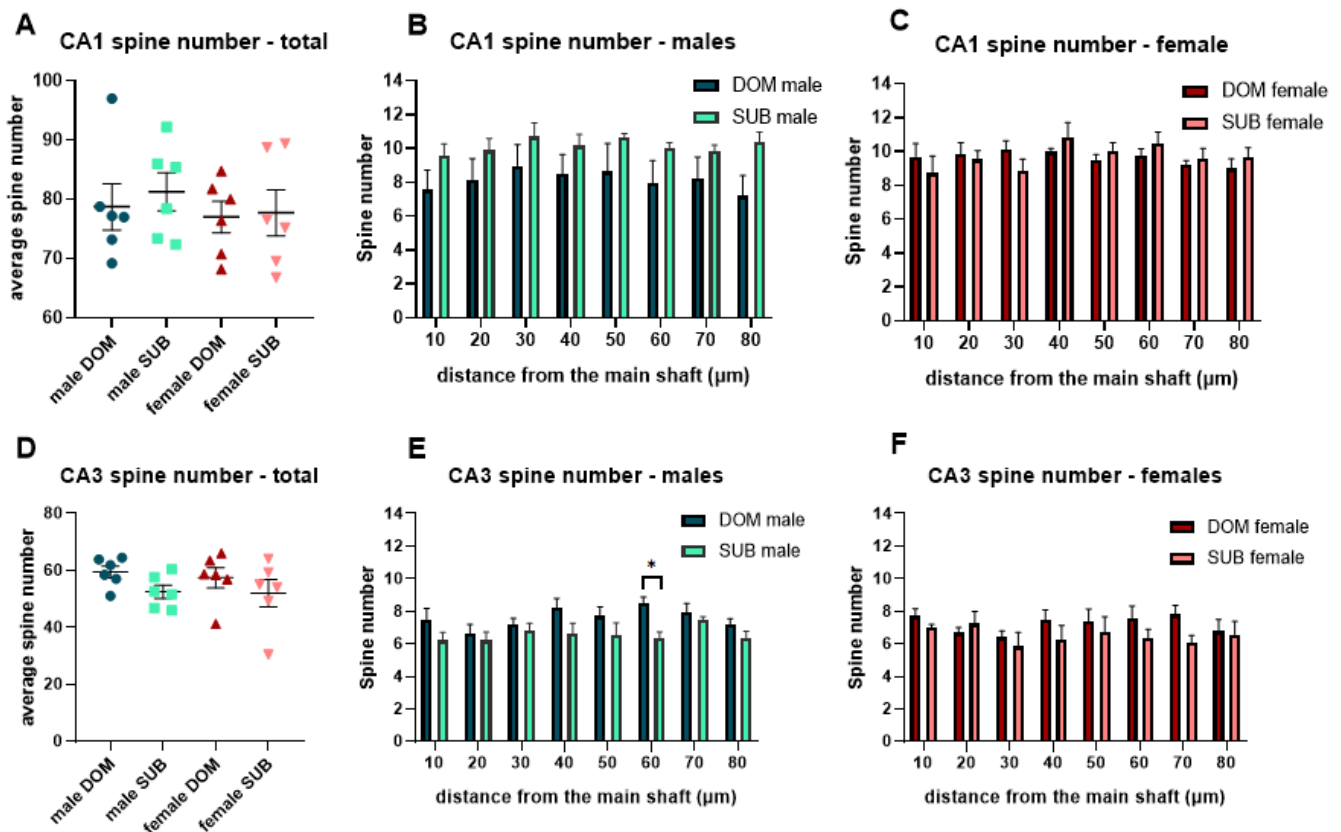 A
CA1 spine number - total
average spine number
100
90
80
70
60
male DOM
male SUB
female DOM
female SUB
B
CA1 spine number - males
DOM male
SUB male
Spine number
14
12
10
8
6
4
2
0
10 20 30 40 50 60 70 80
distance from the main shaft (µm)
C
CA1 spine number - female
DOM female
SUB female
Spine number
14
12
10
8
6
4
2
0
10 20 30 40 50 60 70 80
distance from the main shaft (µm)
D
CA3 spine number - total
average spine number
80
60
40
20
0
male DOM
male SUB
female DOM
female SUB
E
CA3 spine number - males
DOM male
SUB male
*
Spine number
14
12
10
8
6
4
2
0
10 20 30 40 50 60 70 80
distance from the main shaft (µm)
F
CA3 spine number - females
DOM female
SUB female
Spine number
14
12
10
8
6
4
2
0
10 20 30 40 50 60 70 80
distance from the main shaft (µm)